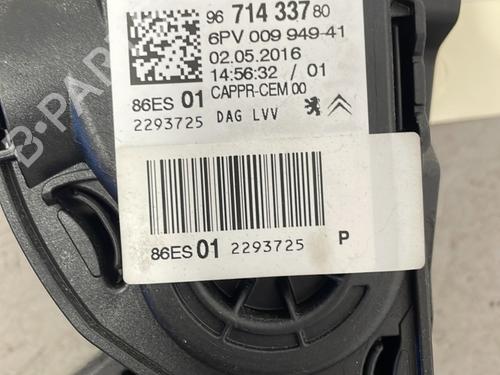 96 714 337 80
6PV 009 949-41
02.05.2016
14:56:32 / 01
86ES 01 CAPPR-CEM 00
2293725 DAG LVV
86ES 01 2293725 P
B-PARTS